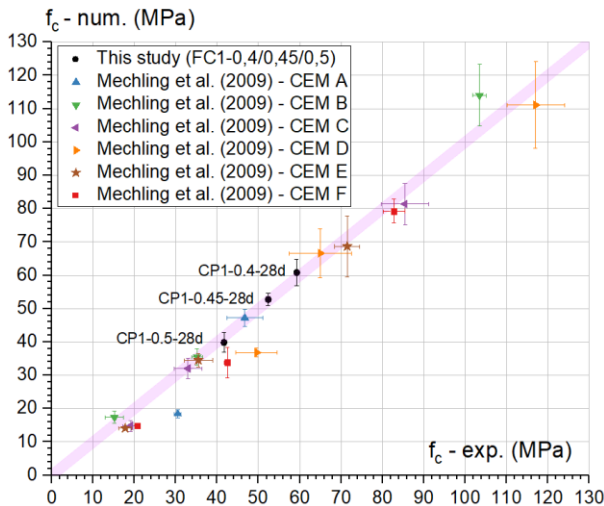 f_c - num. (MPa)
130
120
110
100
90
80
70
60
50
40
30
20
10
0
This study (FC1-0,4/0,45/0,5)
Mechling et al. (2009) - CEM A
Mechling et al. (2009) - CEM B
Mechling et al. (2009) - CEM C
Mechling et al. (2009) - CEM D
Mechling et al. (2009) - CEM E
Mechling et al. (2009) - CEM F
CP1-0.4-28d
CP1-0.45-28d
CP1-0.5-28d
f_c - exp. (MPa)
0 10 20 30 40 50 60 70 80 90 100 110 120 130